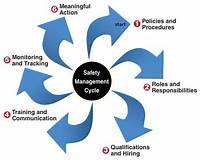 6 Meaningful
Action
start
1 Policies and
Procedures
5 Monitoring
and Tracking
Safety
Management
Cycle
2 Roles and
Responsibilities
4 Training and
Communication
3 Qualifications
and Hiring